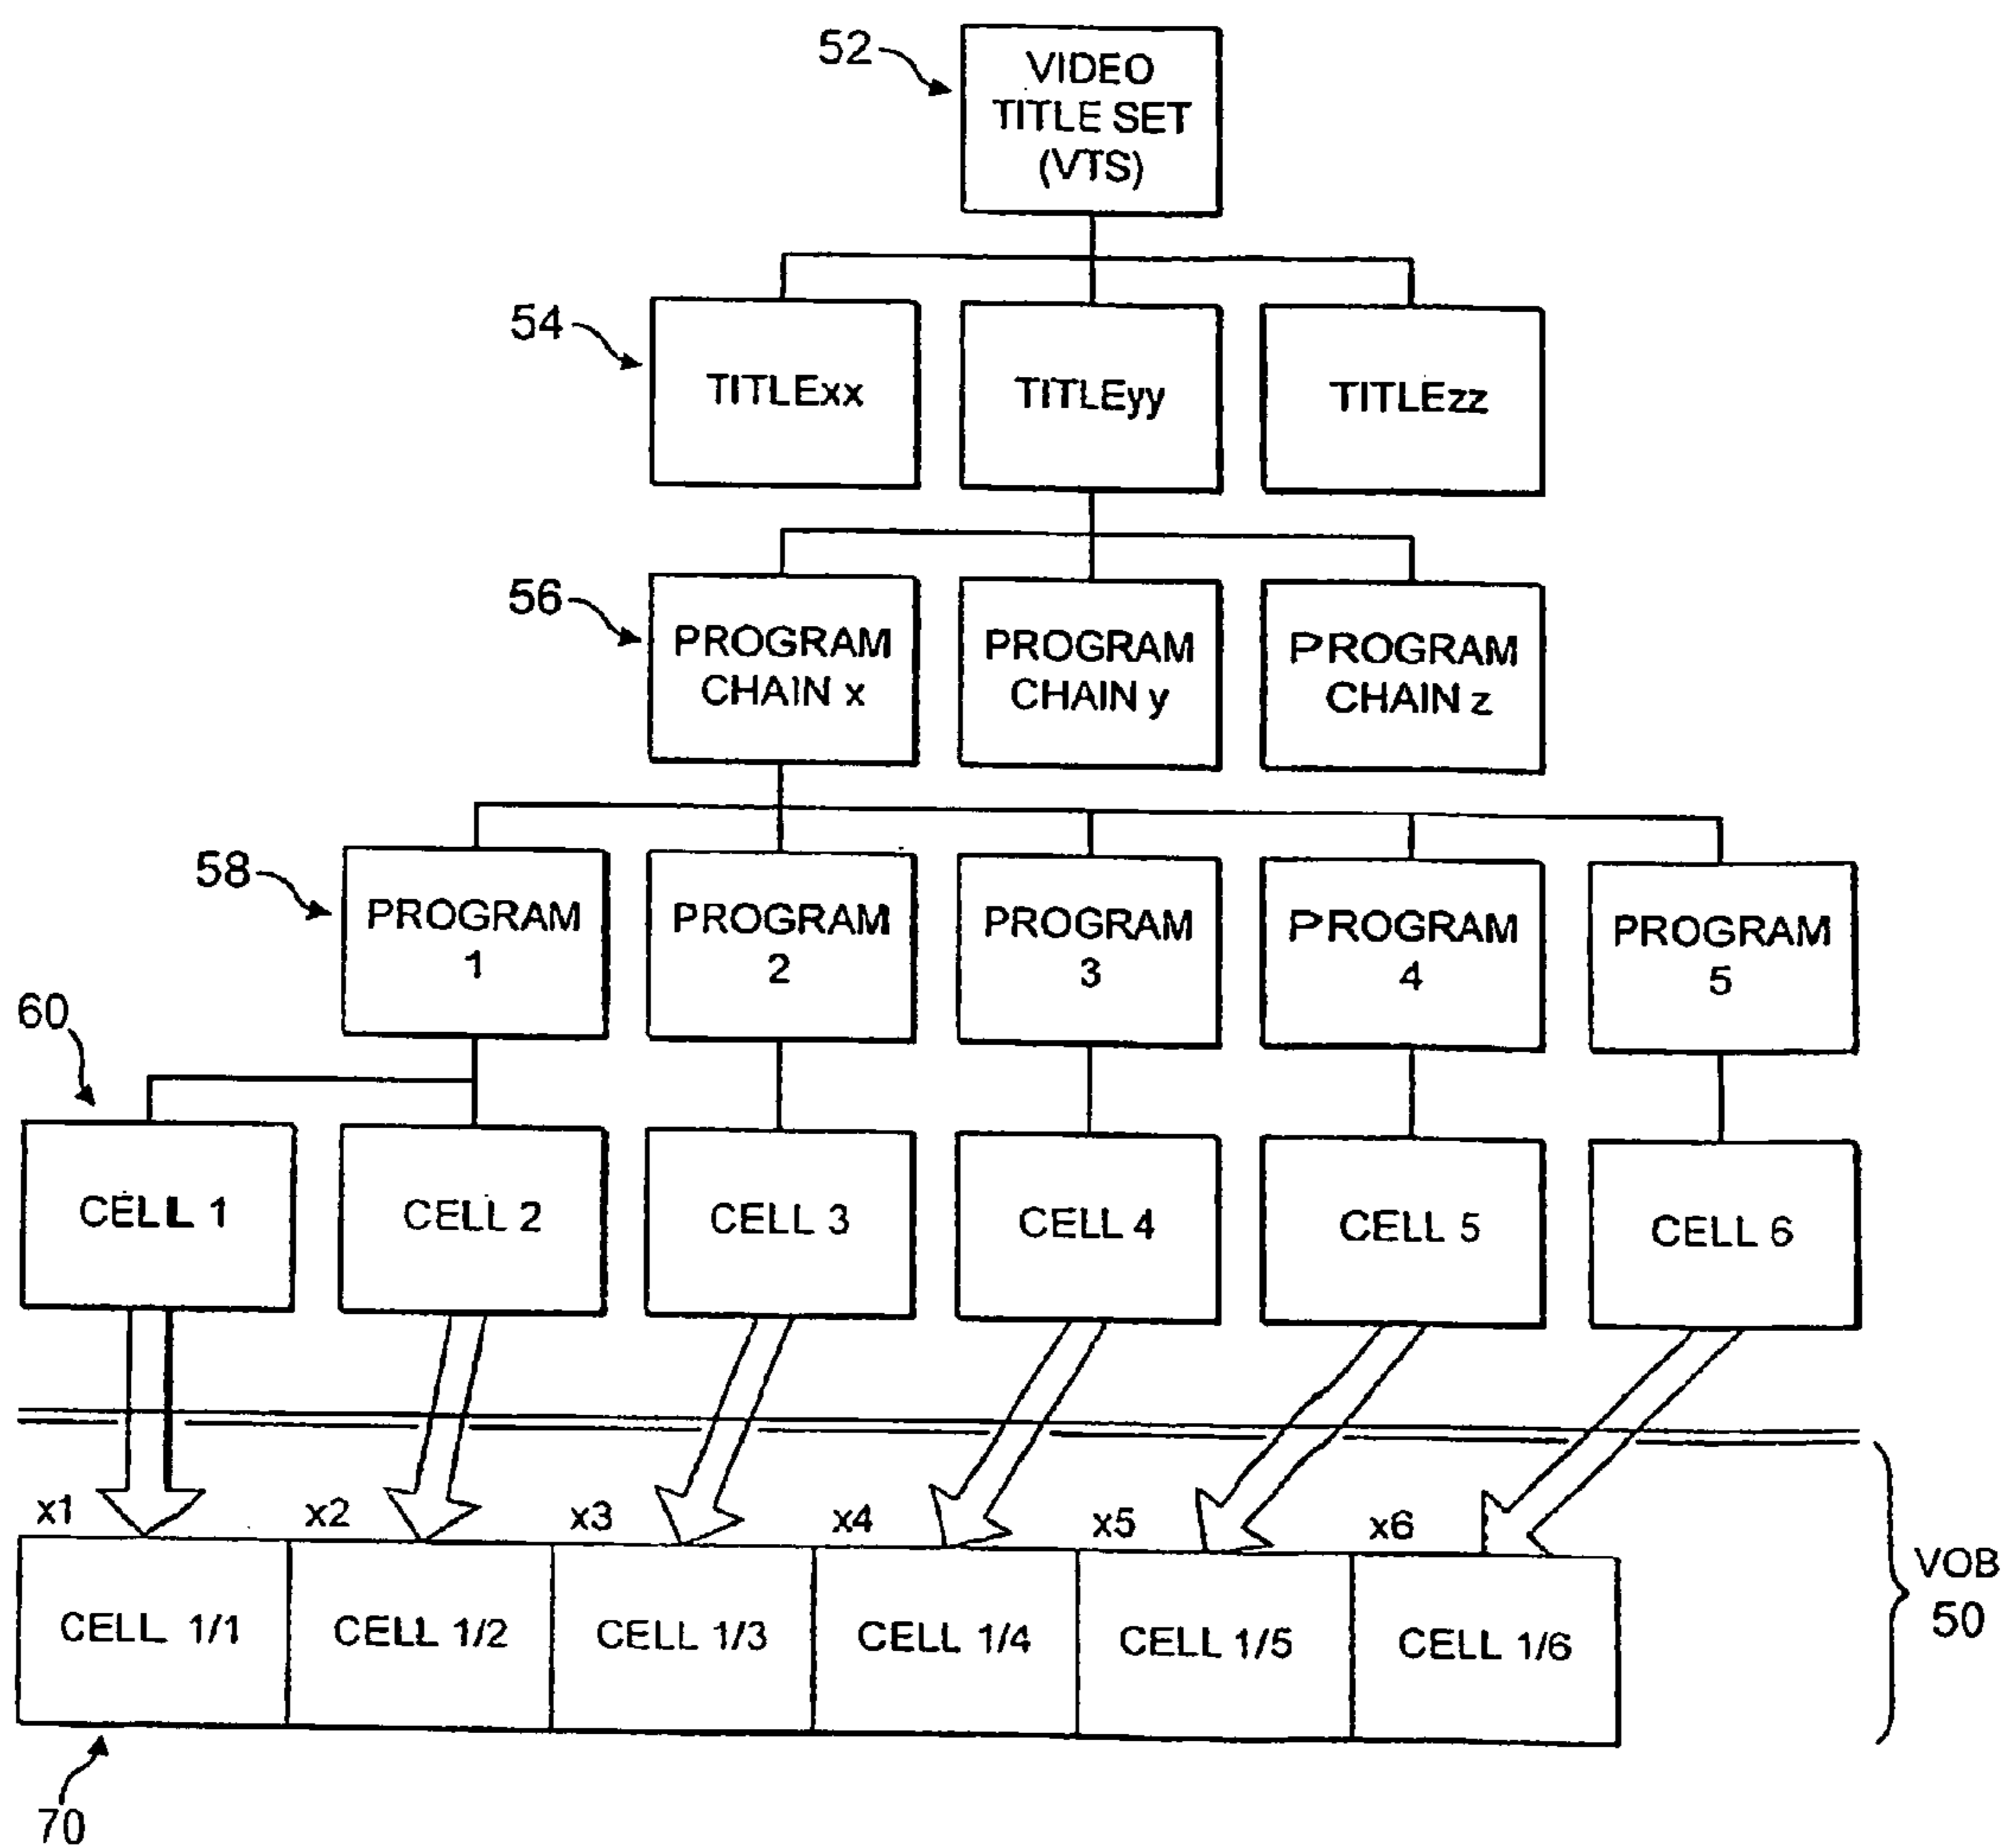 52
VIDEO
TITLE SET
(VTS)
54
TITLExx
TITLEyy
TITLEzz
56
PROGRAM
CHAIN x
PROGRAM
CHAIN y
PROGRAM
CHAIN z
58
PROGRAM
1
PROGRAM
2
PROGRAM
3
PROGRAM
4
PROGRAM
5
60
CELL 1
CELL 2
CELL 3
CELL 4
CELL 5
CELL 6
x1
x2
x3
x4
x5
x6
CELL 1/1
CELL 1/2
CELL 1/3
CELL 1/4
CELL 1/5
CELL 1/6
VOB
50
70